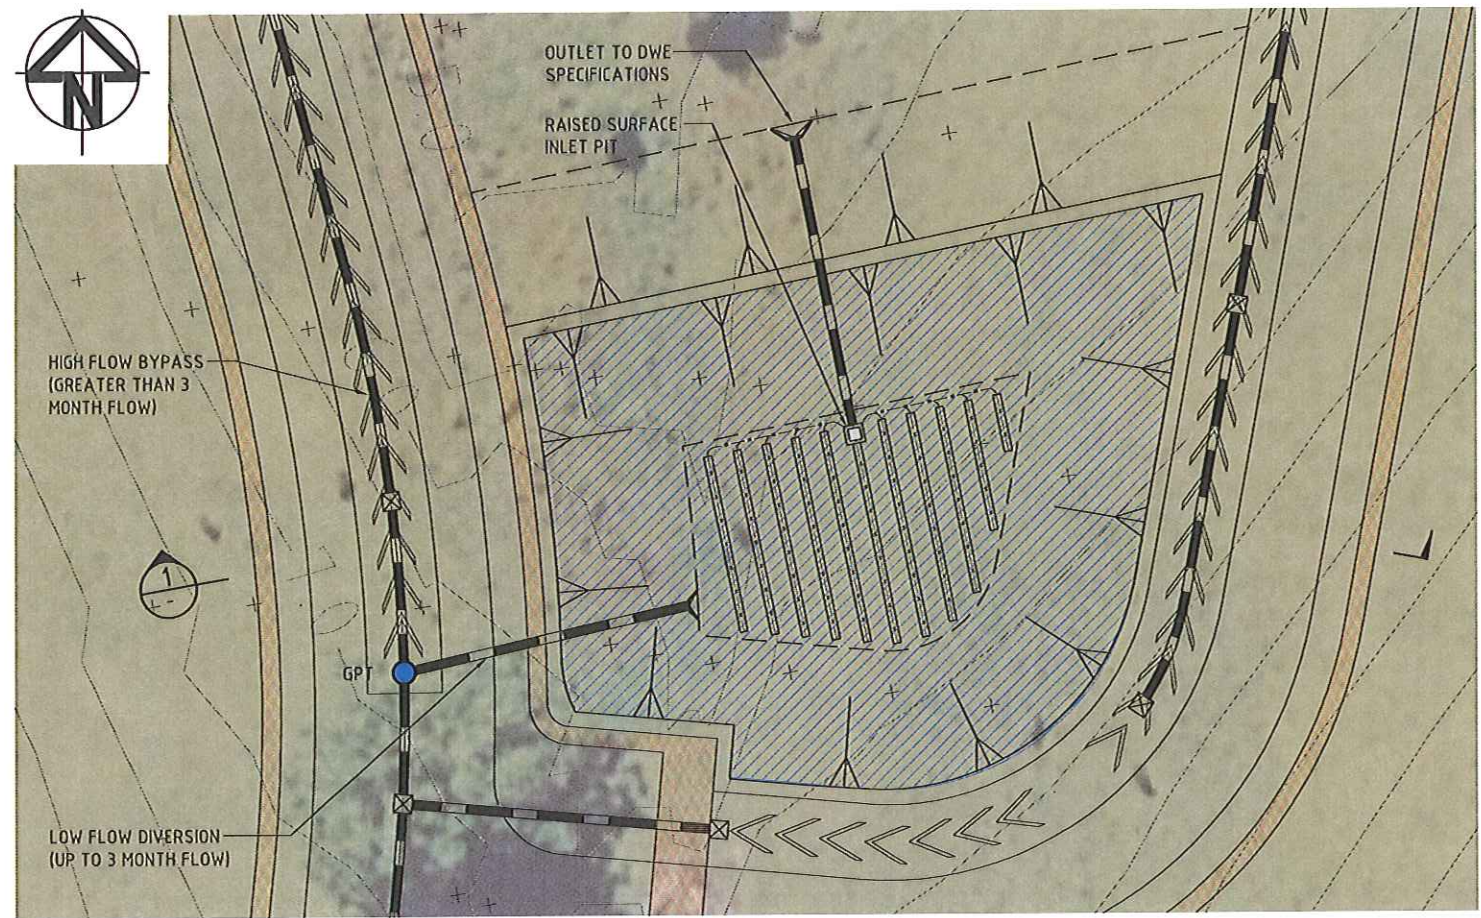 N
OUTLET TO DWE
SPECIFICATIONS
RAISED SURFACE
INLET PIT
HIGH FLOW BYPASS
(GREATER THAN 3
MONTH FLOW)
1
-
GPT
LOW FLOW DIVERSION
(UP TO 3 MONTH FLOW)